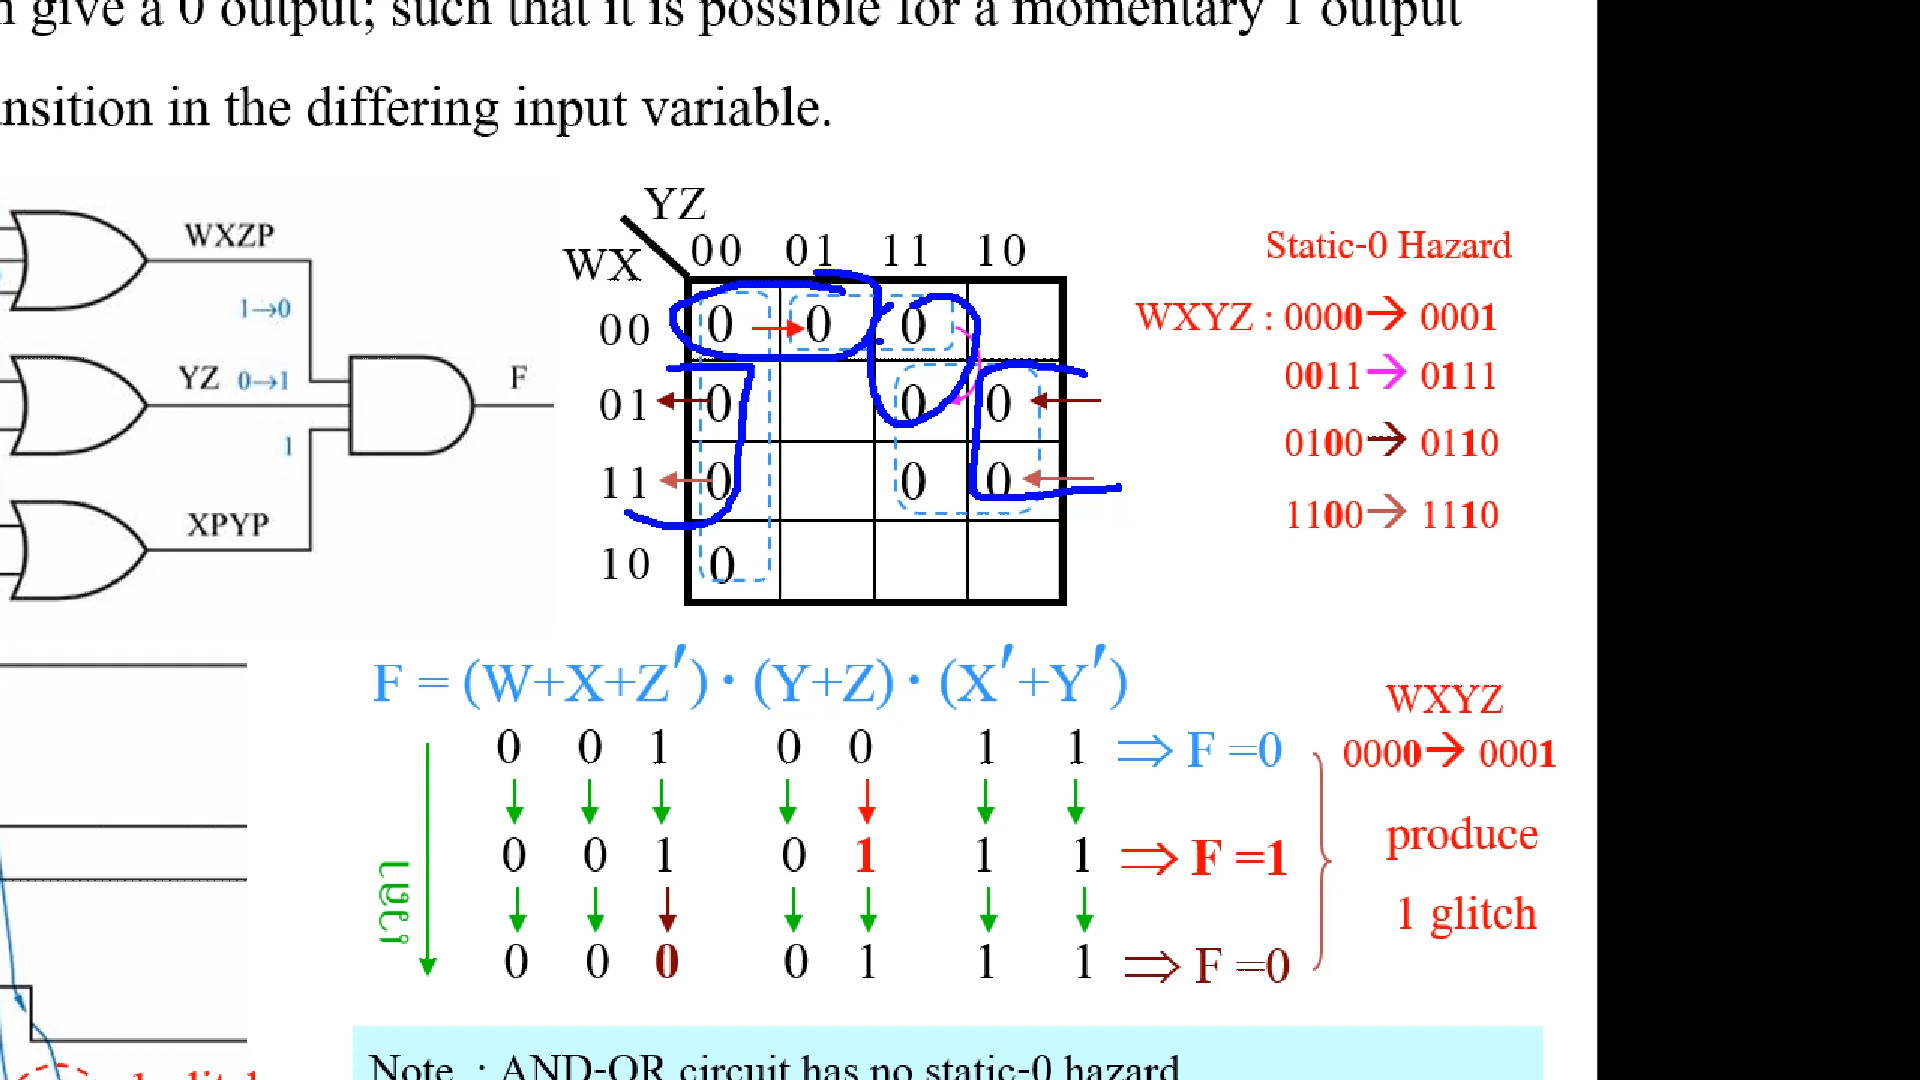 n give a 0 output; such that it is possible for a momentary 1 output
nsition in the differing input variable.
WXZP
1→0
YZ 0→1
F
1
XPYP
YZ
WX
00 01 11 10
00 0 0 0
01 0 0 0
11 0 0 0
10 0
Static-0 Hazard
WXYZ : 0000→ 0001
0011→ 0111
0100→ 0110
1100→ 1110
F = (W+X+Z′) · (Y+Z) · (X′+Y′)
0 0 1 0 0 1 1 ⇒ F =0
0 0 1 0 1 1 1 ⇒ F =1
0 0 0 0 1 1 1 ⇒ F =0
เวลา
WXYZ
0000→ 0001
produce
1 glitch
Note : AND-OR circuit has no static-0 hazard